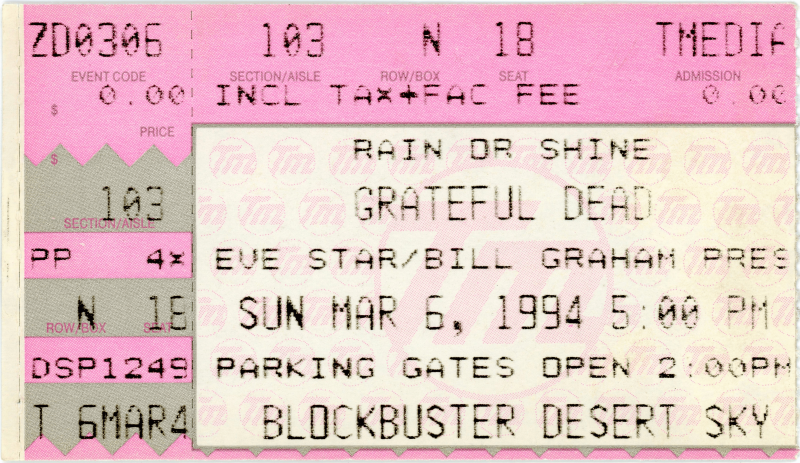 ZD0306 103 N 18 TMEDIA
EVENT CODE SECTION/AISLE ROW/BOX SEAT ADMISSION
$ 0.00 INCL TAX+FAC FEE 0.00
PRICE
RAIN OR SHINE
$
103 GRATEFUL DEAD
SECTION/AISLE
PP 4x EVE STAR/BILL GRAHAM PRES
N 18 SUN MAR 6, 1994 5:00 PM
ROW/BOX SEAT
DSP1249 PARKING GATES OPEN 2:00PM
T 6MAR4 BLOCKBUSTER DESERT SKY